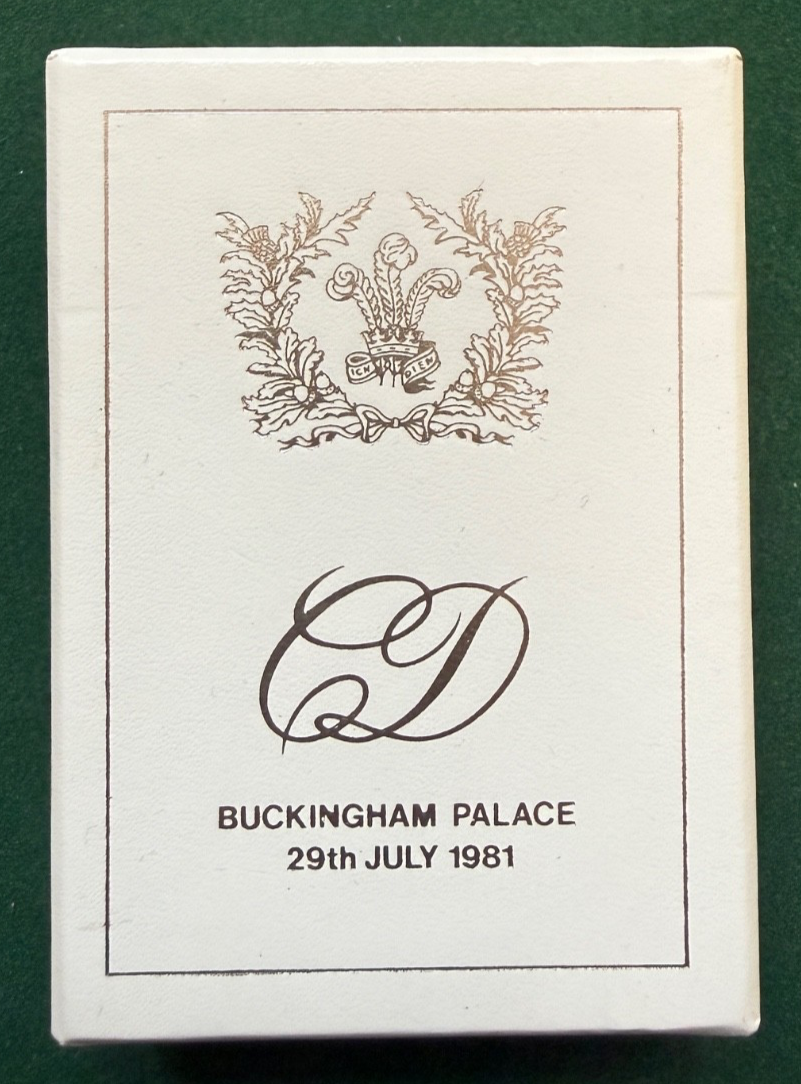 ICH DIEN
CD
BUCKINGHAM PALACE
29th JULY 1981